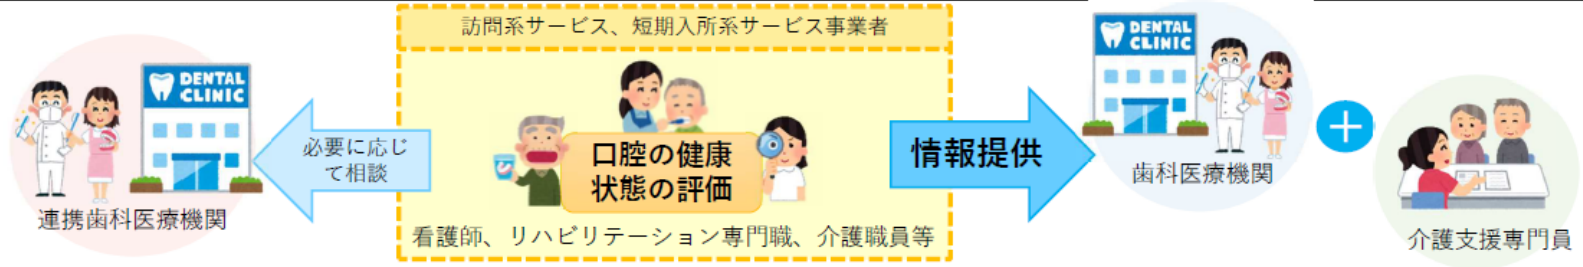 訪問系サービス、短期入所系サービス事業者
DENTAL
CLINIC
連携歯科医療機関
必要に応じ
て相談
口腔の健康
状態の評価
看護師、リハビリテーション専門職、介護職員等
情報提供
DENTAL
CLINIC
歯科医療機関
+
介護支援専門員